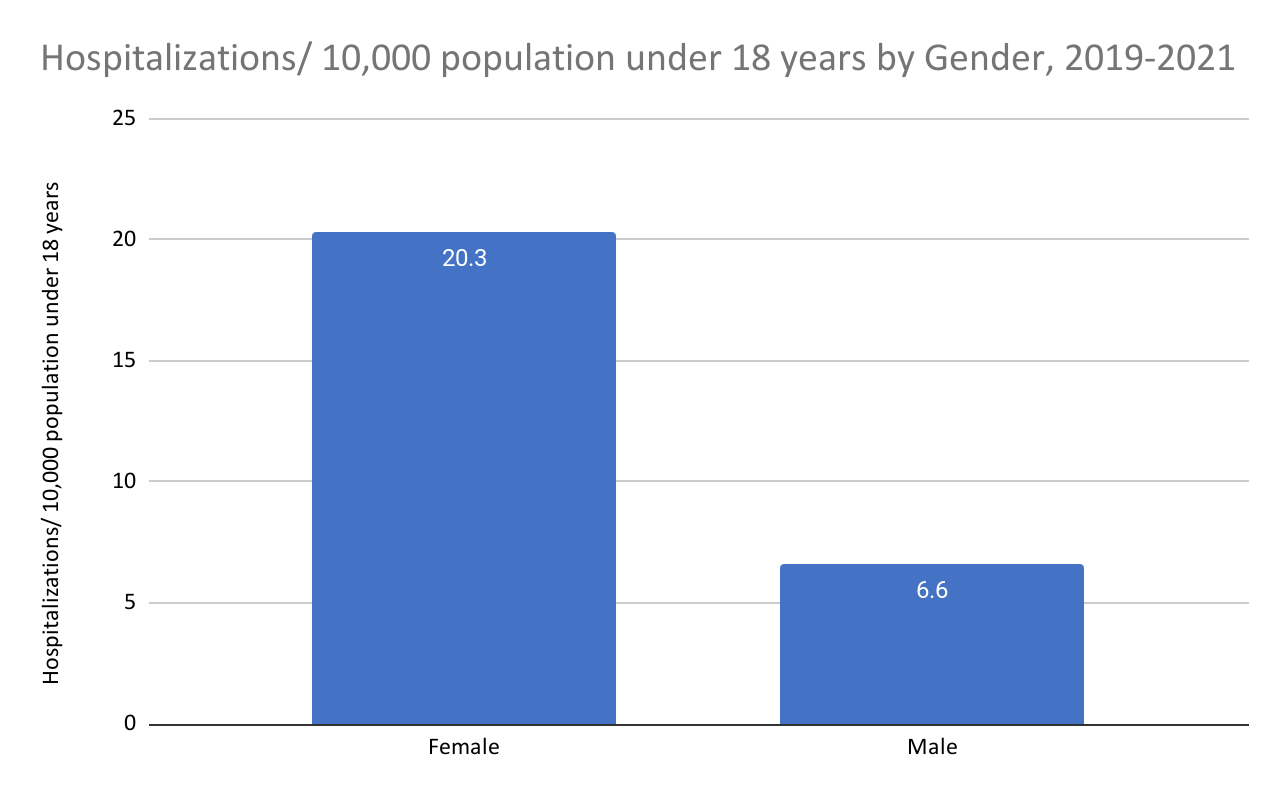 Hospitalizations/ 10,000 population under 18 years by Gender, 2019-2021
Hospitalizations/ 10,000 population under 18 years
25
20
15
10
5
0
20.3
6.6
Female
Male